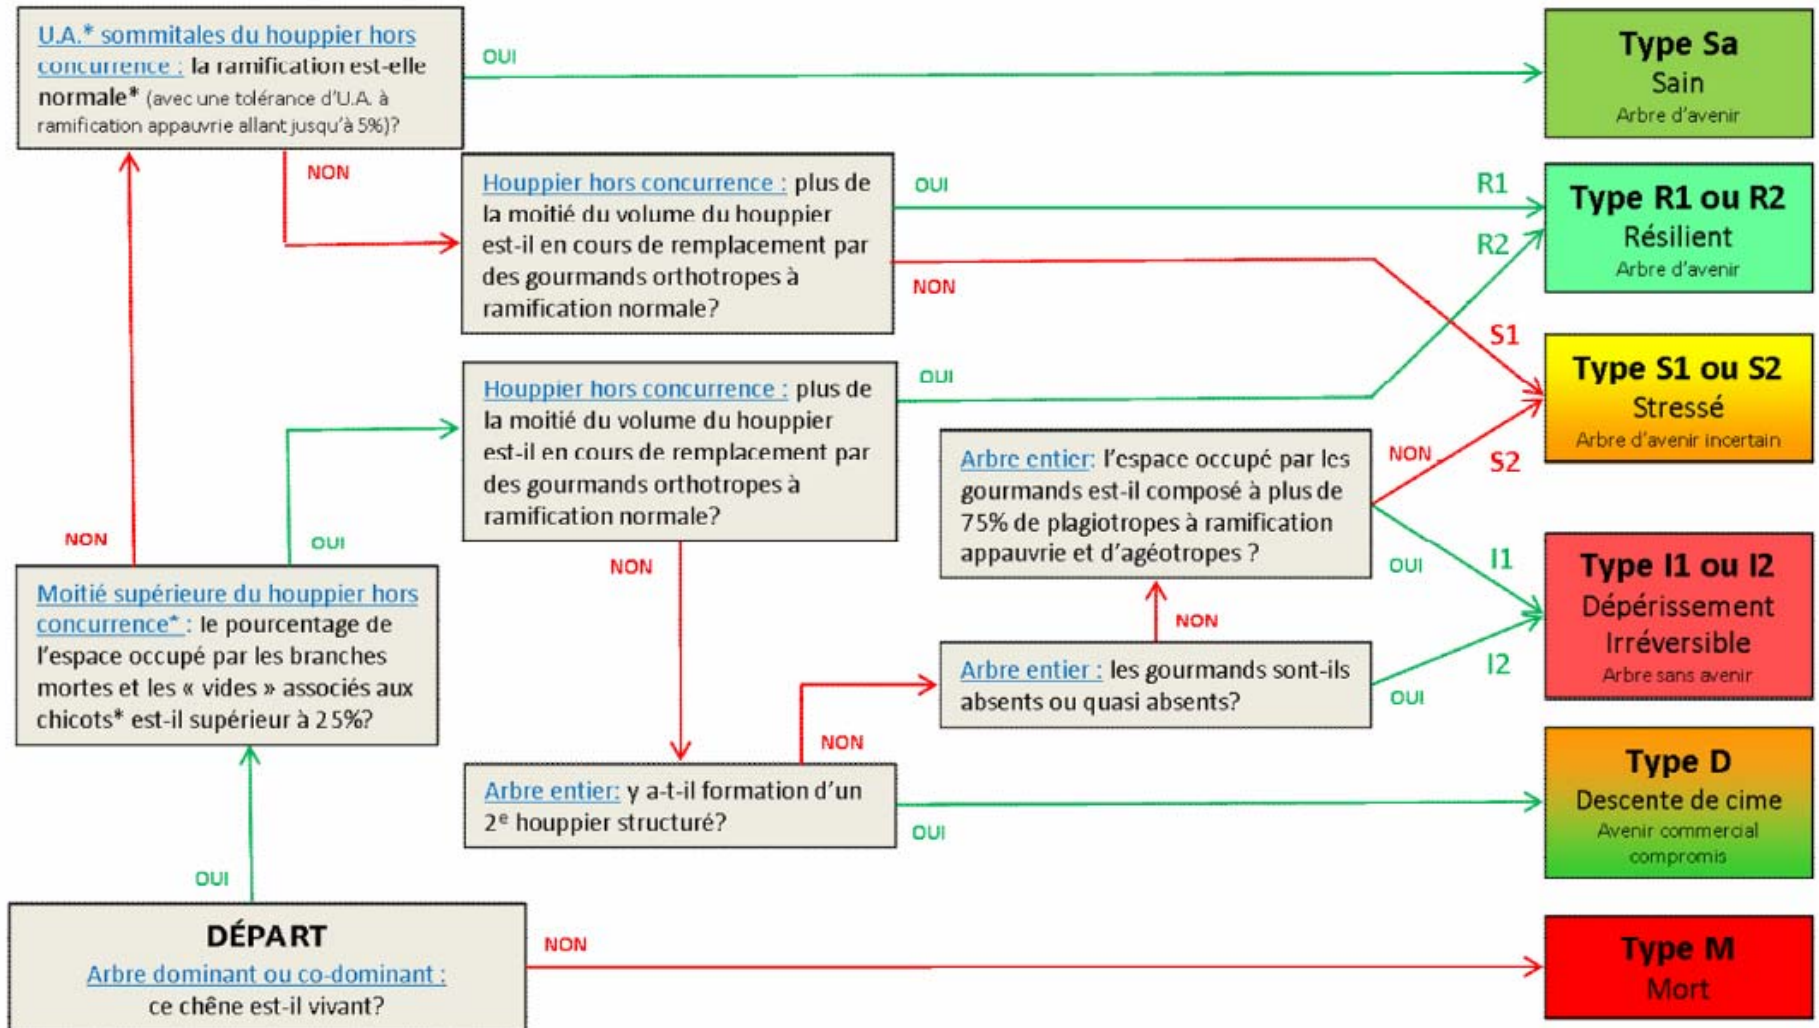 U.A.* sommitales du houppier hors
concurrence : la ramification est-elle
normale* (avec une tolérance d'U.A. à
ramification appauvrie allant jusqu'à 5%)?
OUI
Type Sa
Sain
Arbre d'avenir
NON
Houppier hors concurrence : plus de
la moitié du volume du houppier
est-il en cours de remplacement par
des gourmands orthotropes à
ramification normale?
OUI
R1
R2
NON
Type R1 ou R2
Résilient
Arbre d'avenir
S1
Type S1 ou S2
Stressé
Arbre d'avenir incertain
Houppier hors concurrence : plus de
la moitié du volume du houppier
est-il en cours de remplacement par
des gourmands orthotropes à
ramification normale?
OUI
Arbre entier: l'espace occupé par les
gourmands est-il composé à plus de
75% de plagiotropes à ramification
appauvrie et d'agéotropes ?
NON
S2
OUI
I1
NON
OUI
NON
Moitié supérieure du houppier hors
concurrence* : le pourcentage de
l'espace occupé par les branches
mortes et les « vides » associés aux
chicots* est-il supérieur à 25%?
NON
Arbre entier : les gourmands sont-ils
absents ou quasi absents?
I2
OUI
Type I1 ou I2
Dépérissement
Irréversible
Arbre sans avenir
NON
Arbre entier: y a-t-il formation d'un
2e houppier structuré?
OUI
Type D
Descente de cime
Avenir commercial
compromis
OUI
DÉPART
Arbre dominant ou co-dominant :
ce chêne est-il vivant?
NON
Type M
Mort